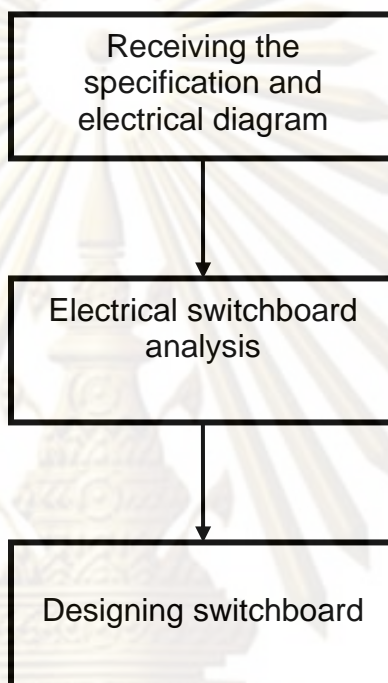 Receiving the
specification and
electrical diagram
Electrical switchboard
analysis
Designing switchboard